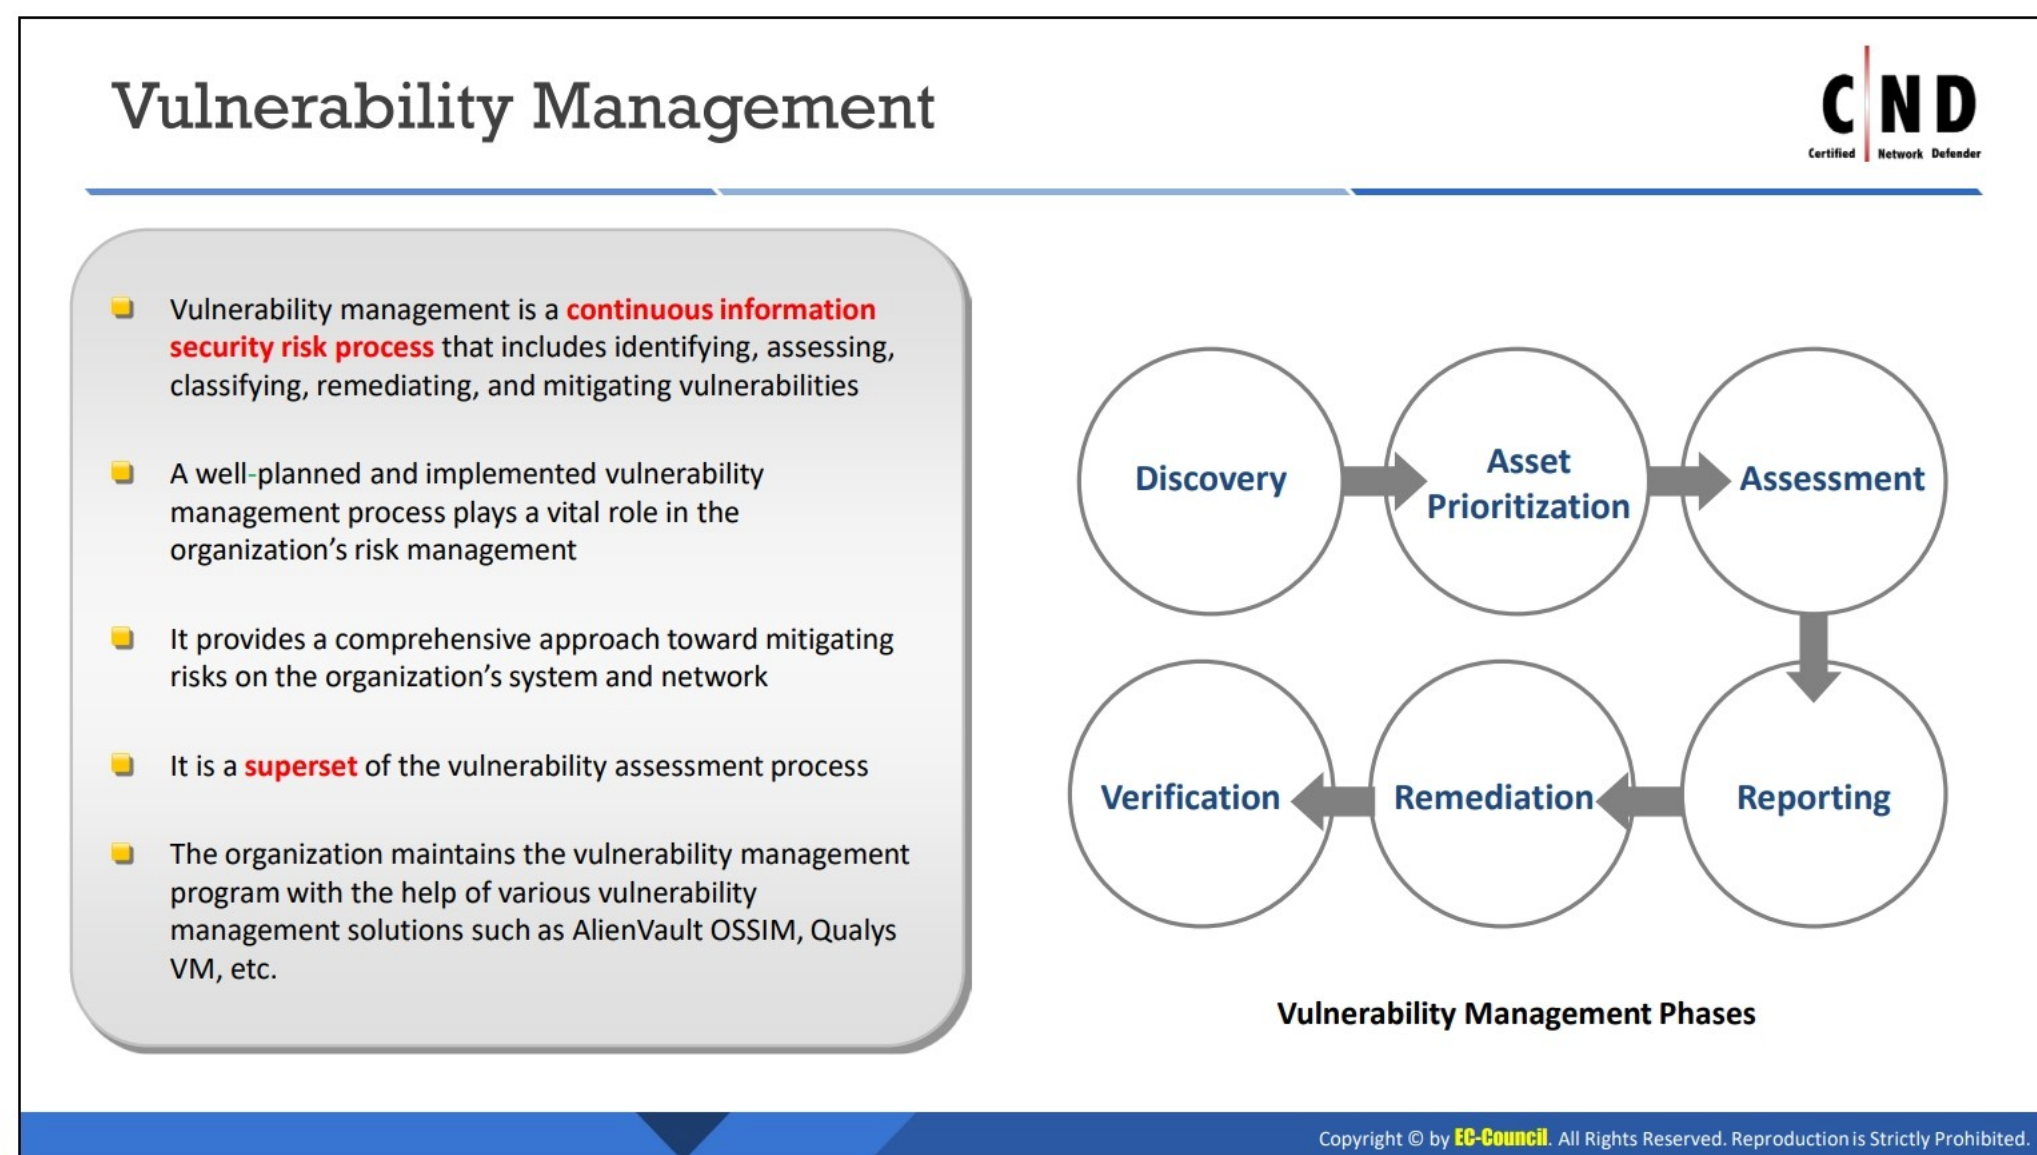 Vulnerability Management
C ND
Certified Network Defender
Vulnerability management is a continuous information
security risk process that includes identifying, assessing,
classifying, remediating, and mitigating vulnerabilities
A well-planned and implemented vulnerability
management process plays a vital role in the
organization’s risk management
It provides a comprehensive approach toward mitigating
risks on the organization’s system and network
It is a superset of the vulnerability assessment process
The organization maintains the vulnerability management
program with the help of various vulnerability
management solutions such as AlienVault OSSIM, Qualys
VM, etc.
Discovery
Asset
Prioritization
Assessment
Verification
Remediation
Reporting
Vulnerability Management Phases
Copyright © by EC-Council. All Rights Reserved. Reproduction is Strictly Prohibited.